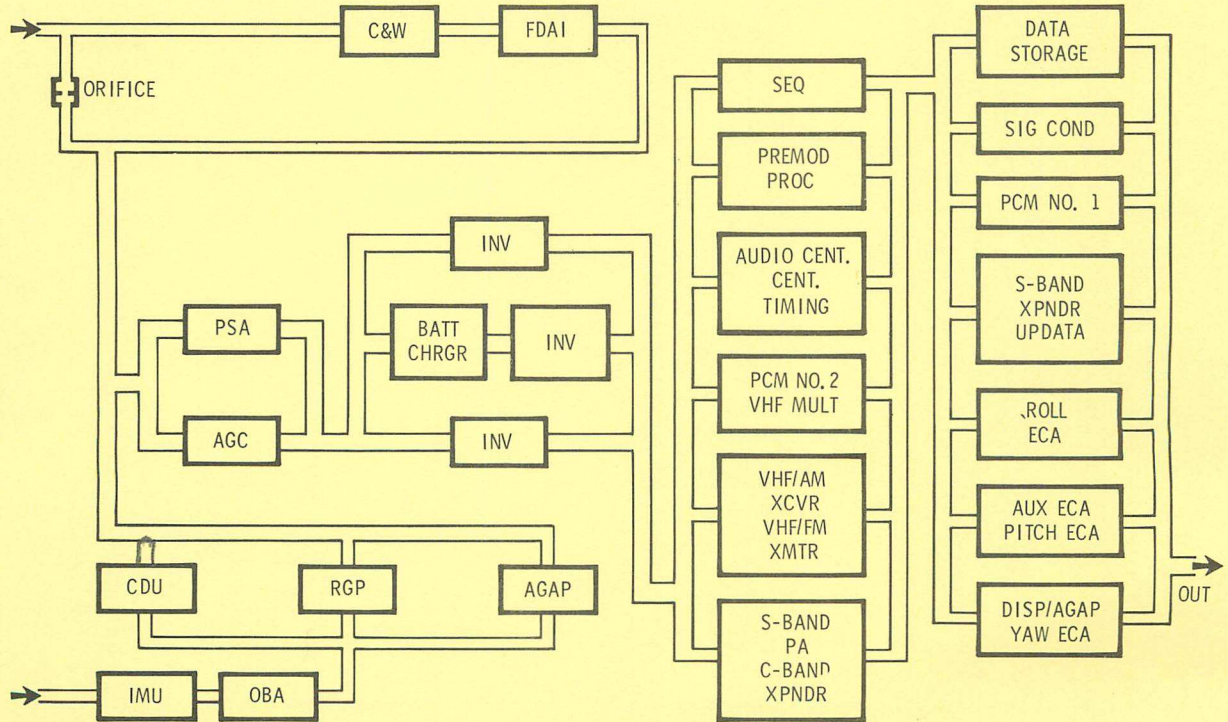 C&W
FDAI
ORIFICE
PSA
AGC
INV
BATT
CHRGR
INV
INV
CDU
RGP
AGAP
IMU
OBA
SEQ
PREMOD
PROC
AUDIO CENT.
CENT.
TIMING
PCM NO. 2
VHF MULT
VHF/AM
XCVR
VHF/FM
XMTR
S-BAND
PA
C-BAND
XPNDR
DATA
STORAGE
SIG COND
PCM NO. 1
S-BAND
XPNDR
UPDATA
ROLL
ECA
AUX ECA
PITCH ECA
DISP/AGAP
YAW ECA
OUT